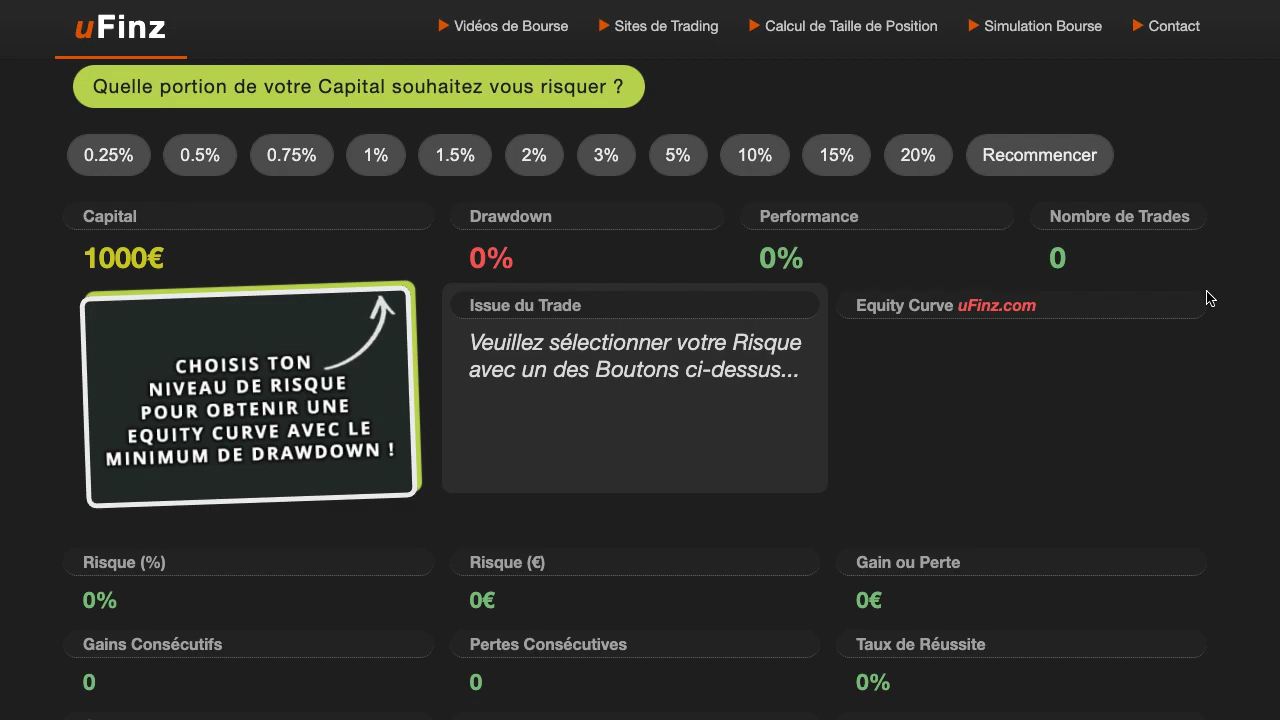 uFinz
Vidéos de Bourse
Sites de Trading
Calcul de Taille de Position
Simulation Bourse
Contact
Quelle portion de votre Capital souhaitez vous risquer ?
0.25%
0.5%
0.75%
1%
1.5%
2%
3%
5%
10%
15%
20%
Recommencer
Capital
Drawdown
Performance
Nombre de Trades
1000€
0%
0%
0
CHOISIS TON
NIVEAU DE RISQUE
POUR OBTENIR UNE
EQUITY CURVE AVEC LE
MINIMUM DE DRAWDOWN !
Issue du Trade
Veuillez sélectionner votre Risque
avec un des Boutons ci-dessus...
Equity Curve uFinz.com
Risque (%)
Risque (€)
Gain ou Perte
0%
0€
0€
Gains Consécutifs
Pertes Consécutives
Taux de Réussite
0
0
0%